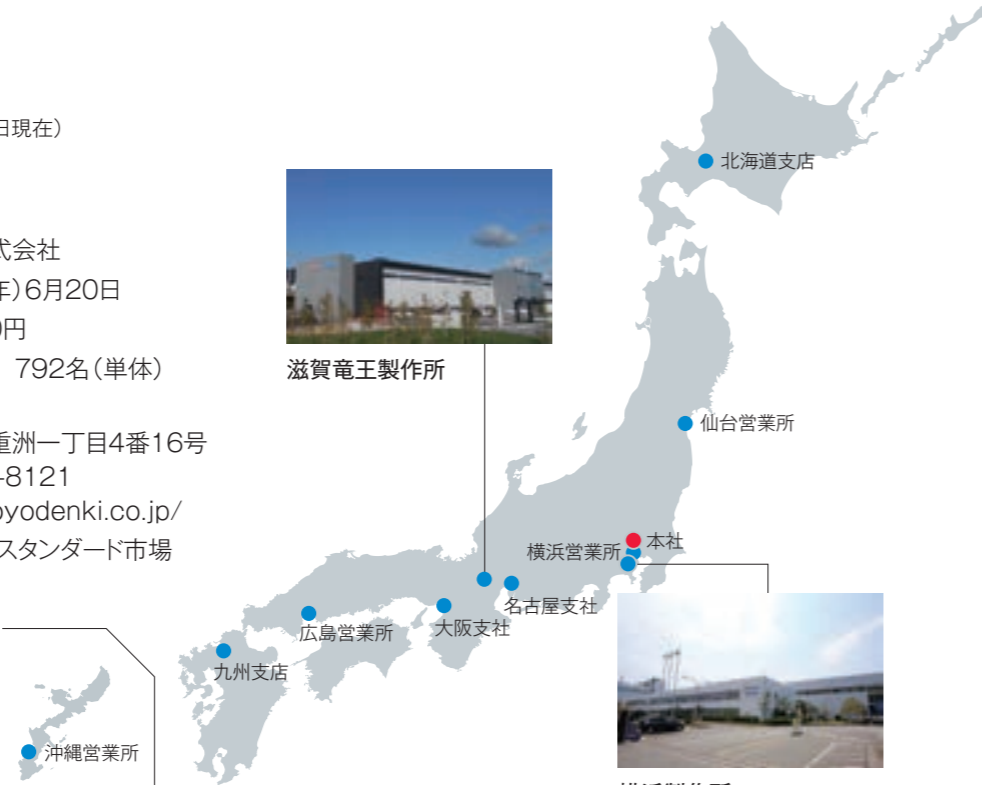 日現在）
式会社
年）6月20日
円
792名（単体）
重洲一丁目4番16号
-8121
oyodenki.co.jp/
スタンダード市場
北海道支店
滋賀竜王製作所
仙台営業所
本社
横浜営業所
名古屋支社
大阪支社
広島営業所
九州支店
沖縄営業所